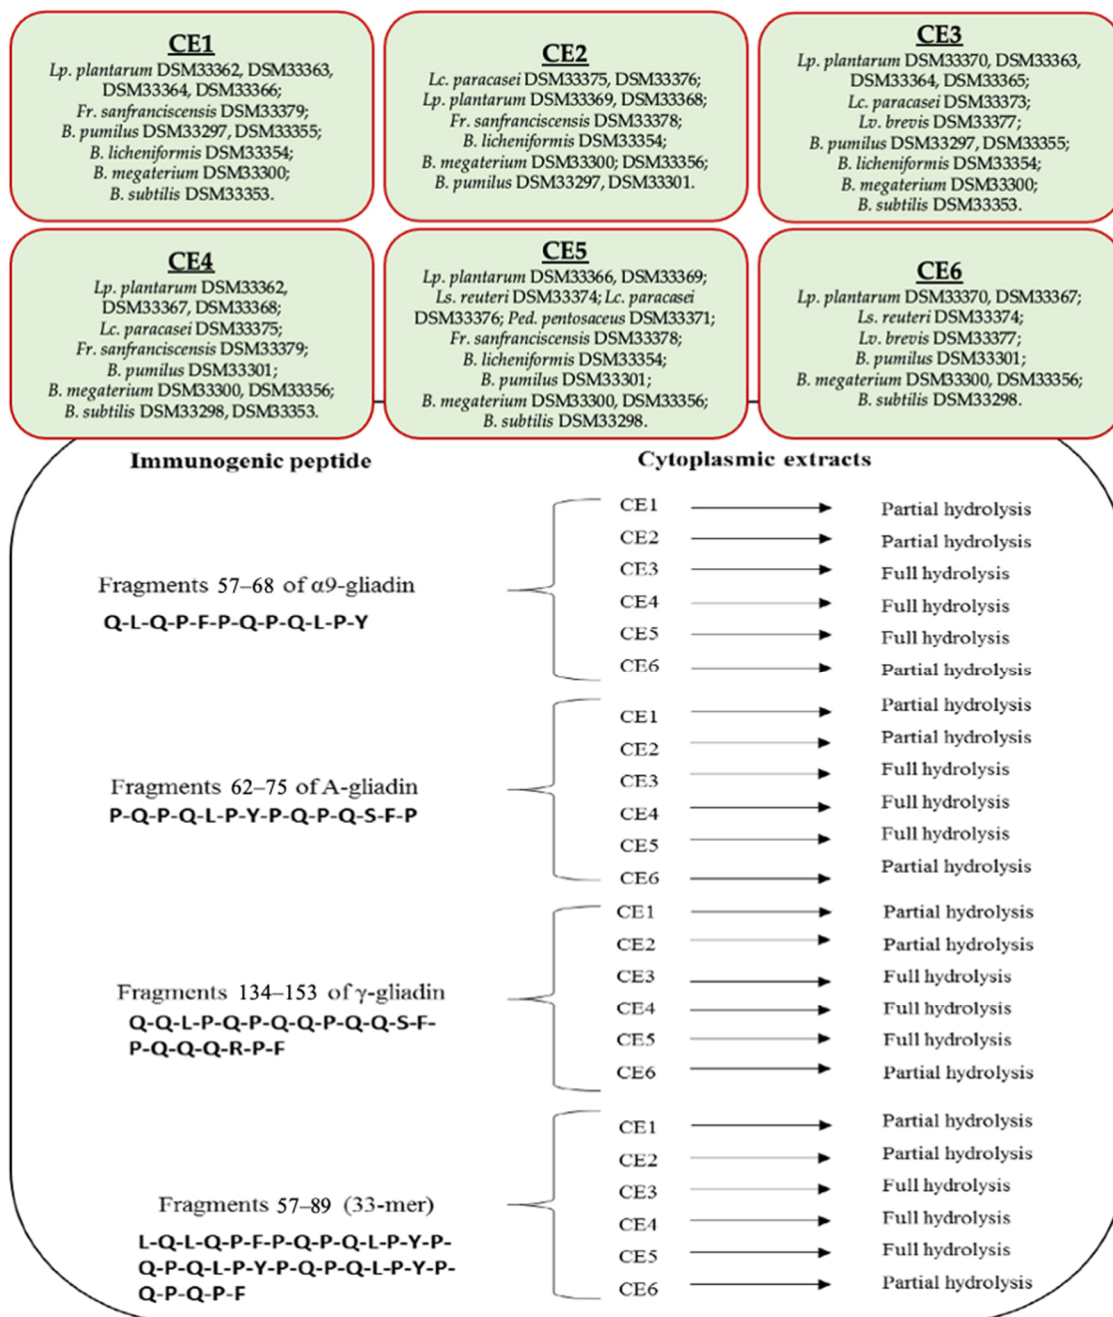 CE1
Lp. plantarum DSM33362, DSM33363,
DSM33364, DSM33366;
Fr. sanfranciscensis DSM33379;
B. pumilus DSM33297, DSM33355;
B. licheniformis DSM33354;
B. megaterium DSM33300;
B. subtilis DSM33353.
CE2
Lc. paracasei DSM33375, DSM33376;
Lp. plantarum DSM33369, DSM33368;
Fr. sanfranciscensis DSM33378;
B. licheniformis DSM33354;
B. megaterium DSM33300; DSM33356;
B. pumilus DSM33297, DSM33301.
CE3
Lp. plantarum DSM33370, DSM33363,
DSM33364, DSM33365;
Lc. paracasei DSM33373;
Lv. brevis DSM33377;
B. pumilus DSM33297, DSM33355;
B. licheniformis DSM33354;
B. megaterium DSM33300;
B. subtilis DSM33353.
CE4
Lp. plantarum DSM33362,
DSM33367, DSM33368;
Lc. paracasei DSM33375;
Fr. sanfranciscensis DSM33379;
B. pumilus DSM33301;
B. megaterium DSM33300, DSM33356;
B. subtilis DSM33298, DSM33353.
CE5
Lp. plantarum DSM33366, DSM33369;
Ls. reuteri DSM33374; Lc. paracasei
DSM33376; Ped. pentosaceus DSM33371;
Fr. sanfranciscensis DSM33378;
B. licheniformis DSM33354;
B. pumilus DSM33301;
B. megaterium DSM33300, DSM33356;
B. subtilis DSM33298.
CE6
Lp. plantarum DSM33370, DSM33367;
Ls. reuteri DSM33374;
Lv. brevis DSM33377;
B. pumilus DSM33301;
B. megaterium DSM33300, DSM33356;
B. subtilis DSM33298.
Immunogenic peptide
Cytoplasmic extracts
Fragments 57–68 of α9-gliadin
Q-L-Q-P-F-P-Q-P-Q-L-P-Y
CE1 Partial hydrolysis
CE2 Partial hydrolysis
CE3 Full hydrolysis
CE4 Full hydrolysis
CE5 Full hydrolysis
CE6 Partial hydrolysis
Fragments 62–75 of A-gliadin
P-Q-P-Q-L-P-Y-P-Q-P-Q-S-F-P
CE1 Partial hydrolysis
CE2 Partial hydrolysis
CE3 Full hydrolysis
CE4 Full hydrolysis
CE5 Full hydrolysis
CE6 Partial hydrolysis
Fragments 134–153 of γ-gliadin
Q-Q-L-P-Q-P-Q-Q-P-Q-Q-S-F-
P-Q-Q-Q-R-P-F
CE1 Partial hydrolysis
CE2 Partial hydrolysis
CE3 Full hydrolysis
CE4 Full hydrolysis
CE5 Full hydrolysis
CE6 Partial hydrolysis
Fragments 57–89 (33-mer)
L-Q-L-Q-P-F-P-Q-P-Q-L-P-Y-P-
Q-P-Q-L-P-Y-P-Q-P-Q-L-P-Y-P-
Q-P-Q-P-F
CE1 Partial hydrolysis
CE2 Partial hydrolysis
CE3 Full hydrolysis
CE4 Full hydrolysis
CE5 Full hydrolysis
CE6 Partial hydrolysis